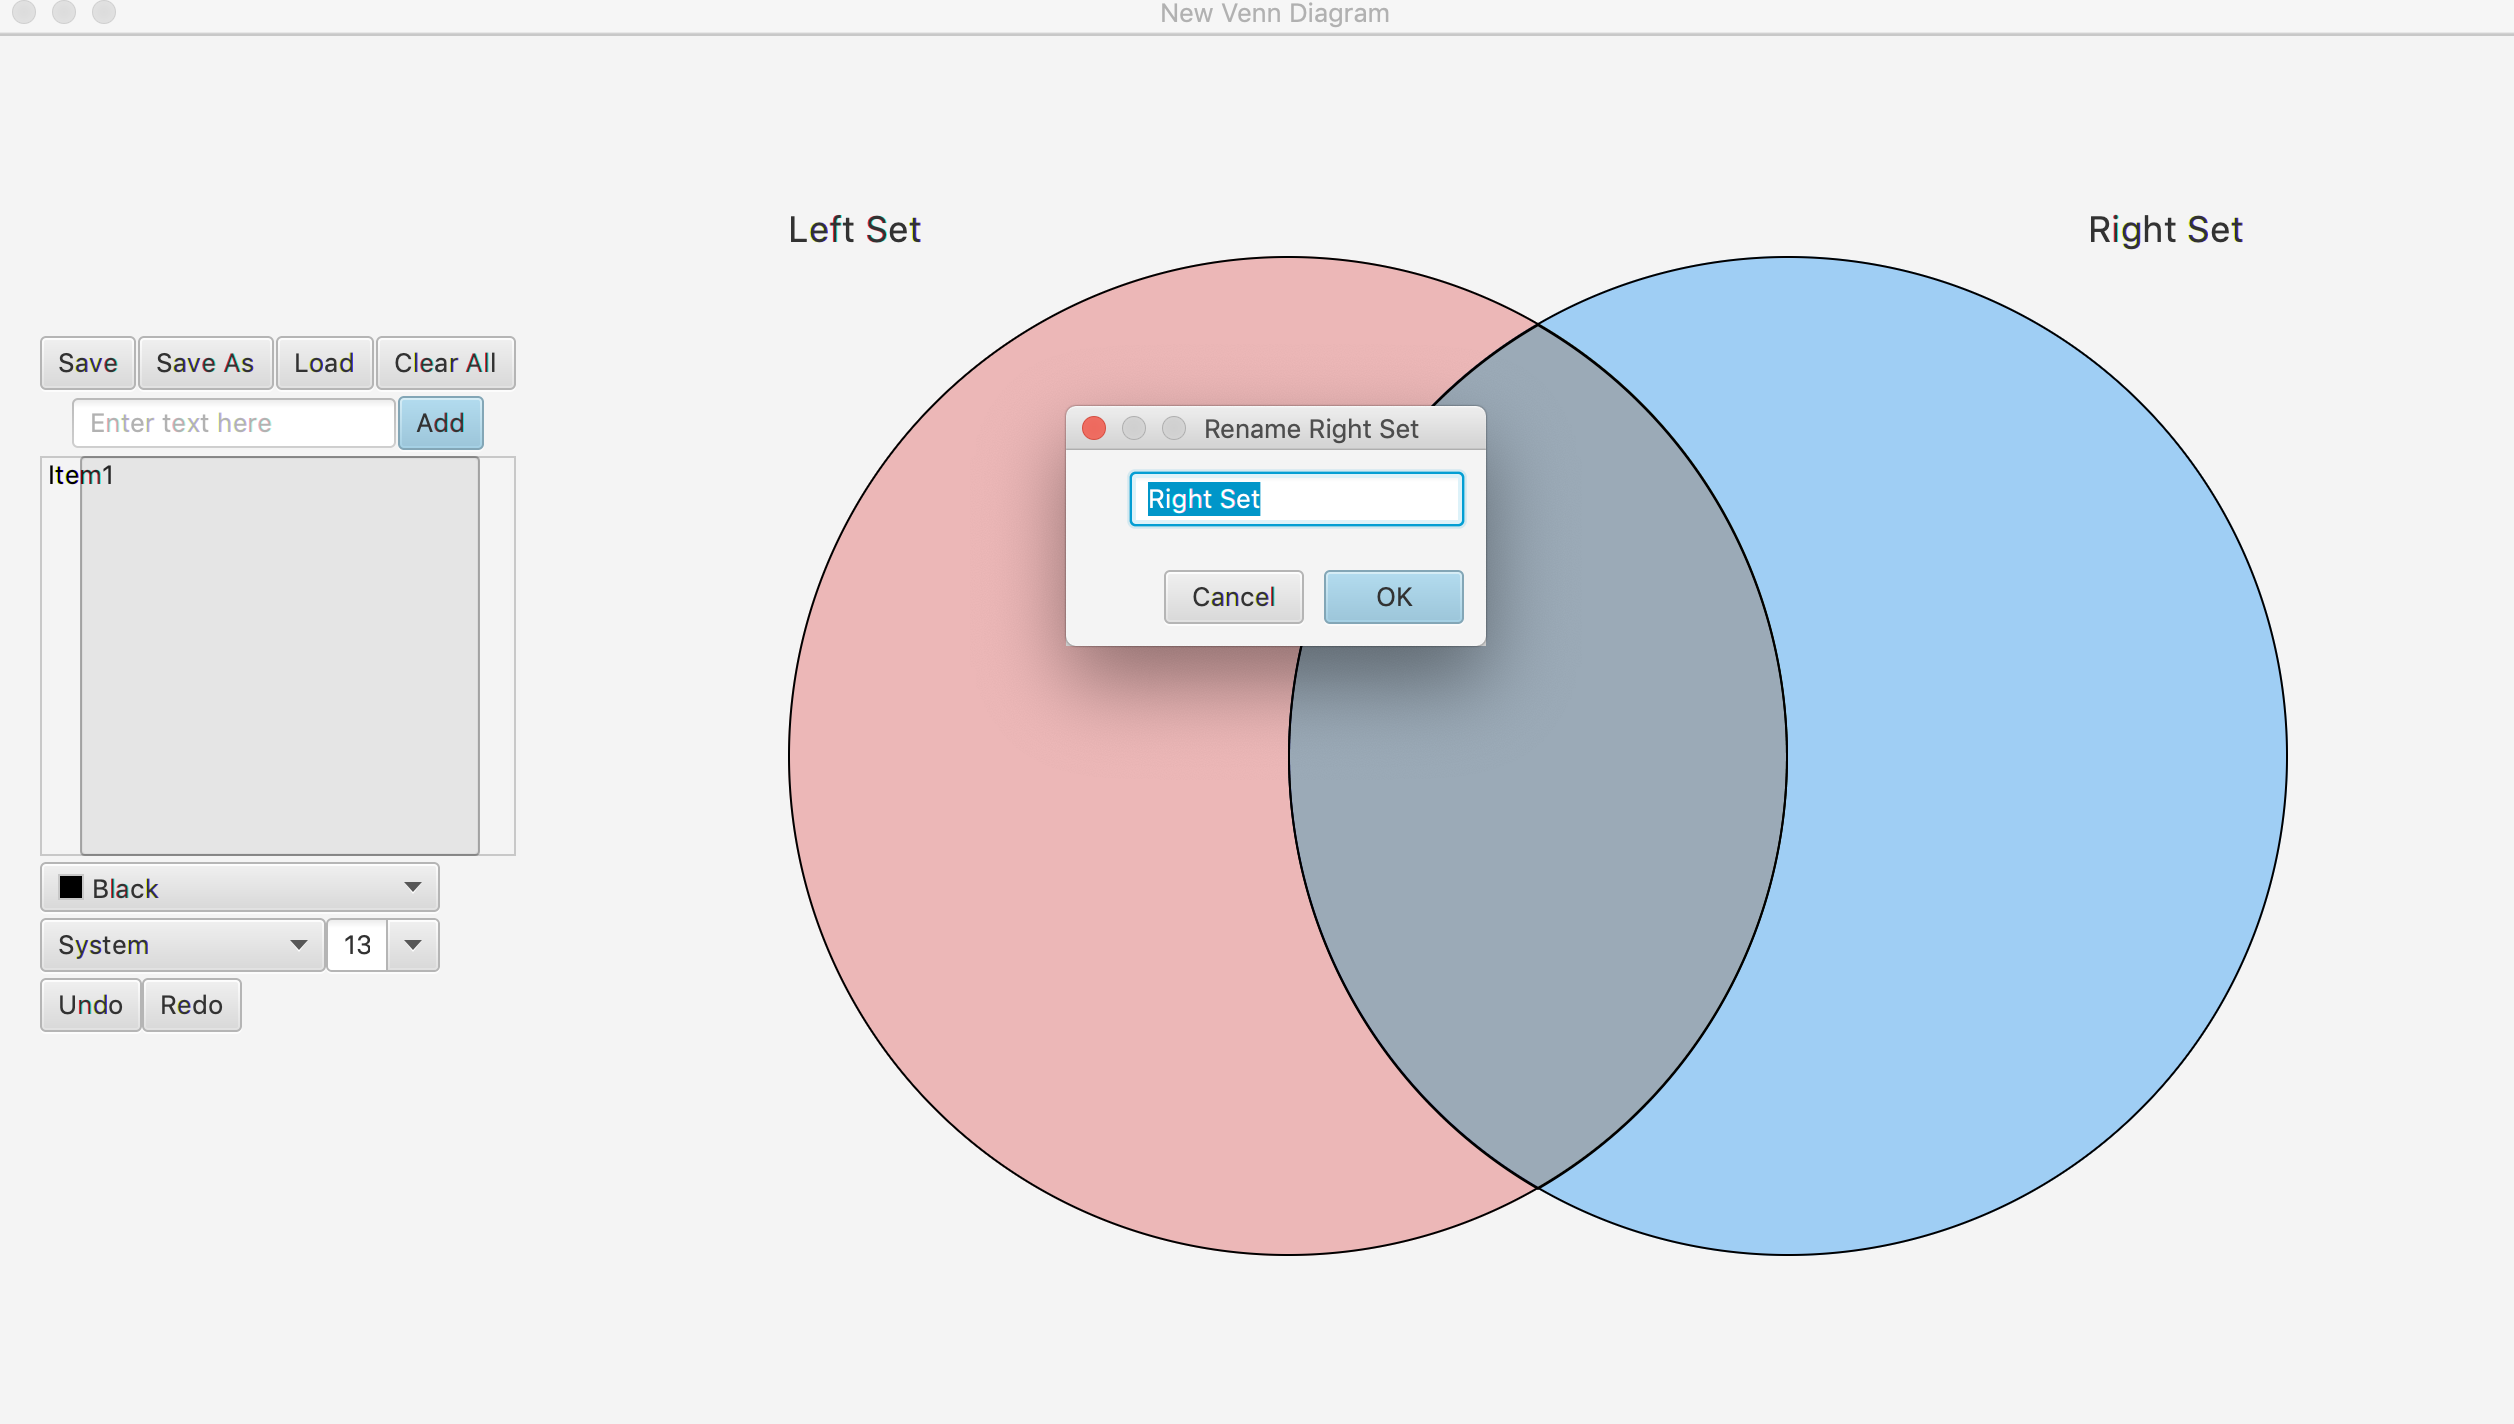 New Venn Diagram
Left Set
Right Set
Save Save As Load Clear All
Enter text here Add
Item1
Rename Right Set
Right Set
Cancel OK
Black
System 13
Undo Redo